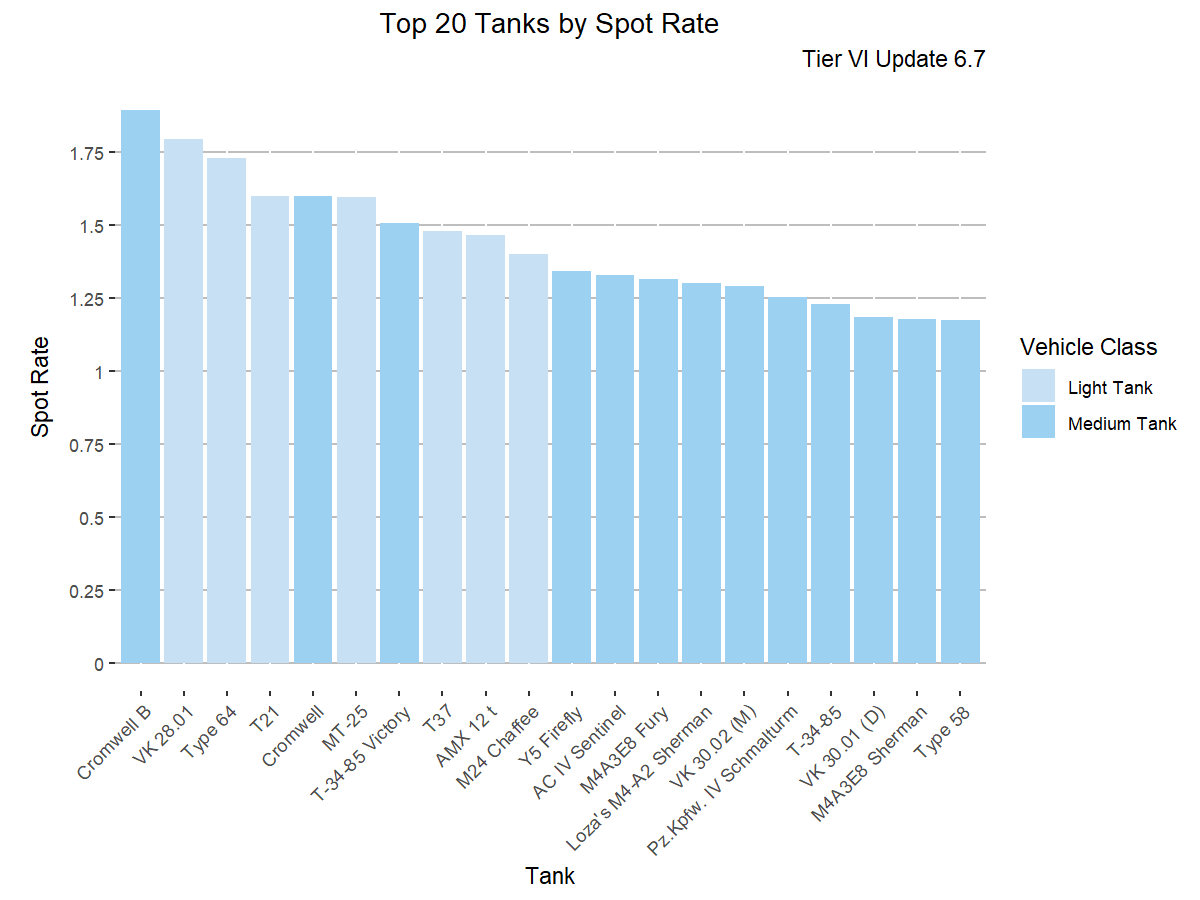 Top 20 Tanks by Spot Rate
Tier VI Update 6.7
Spot Rate
1.75
1.5
1.25
1
0.75
0.5
0.25
0
Cromwell B
VK 28.01
Type 64
T21
Cromwell
MT-25
T-34-85 Victory
T37
AMX 12 t
M24 Chaffee
Y5 Firefly
AC IV Sentinel
M4A3E8 Fury
Loza's M4-A2 Sherman
VK 30.02 (M)
Pz.Kpfw. IV Schmalturm
T-34-85
VK 30.01 (D)
M4A3E8 Sherman
Type 58
Tank
Vehicle Class
Light Tank
Medium Tank